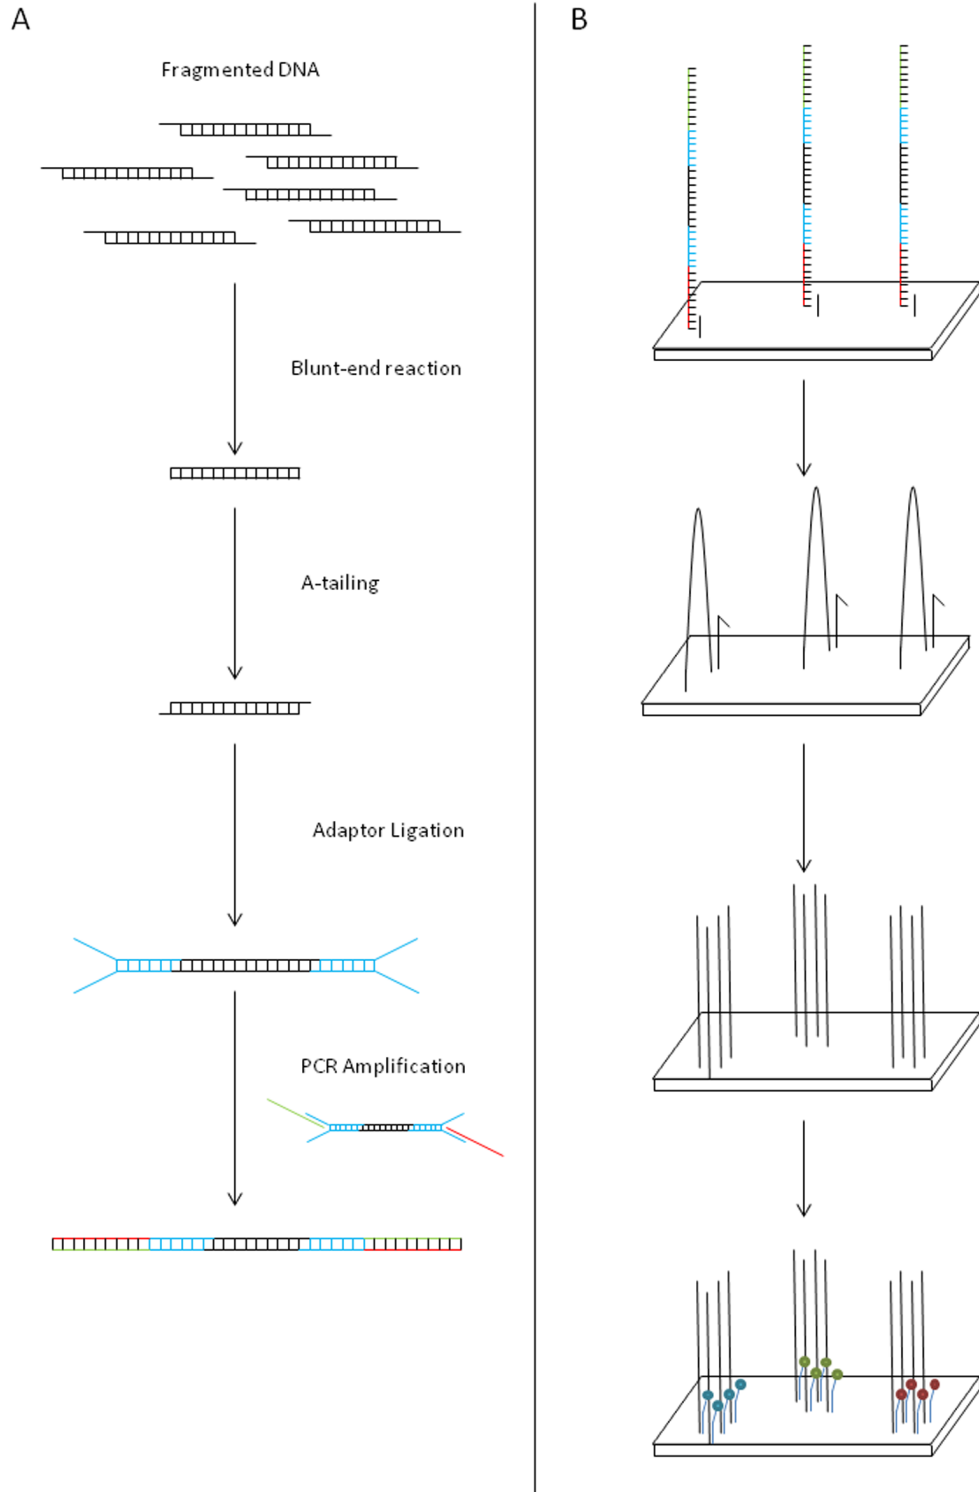 A
B
Fragmented DNA
Blunt-end reaction
A-tailing
Adaptor Ligation
PCR Amplification